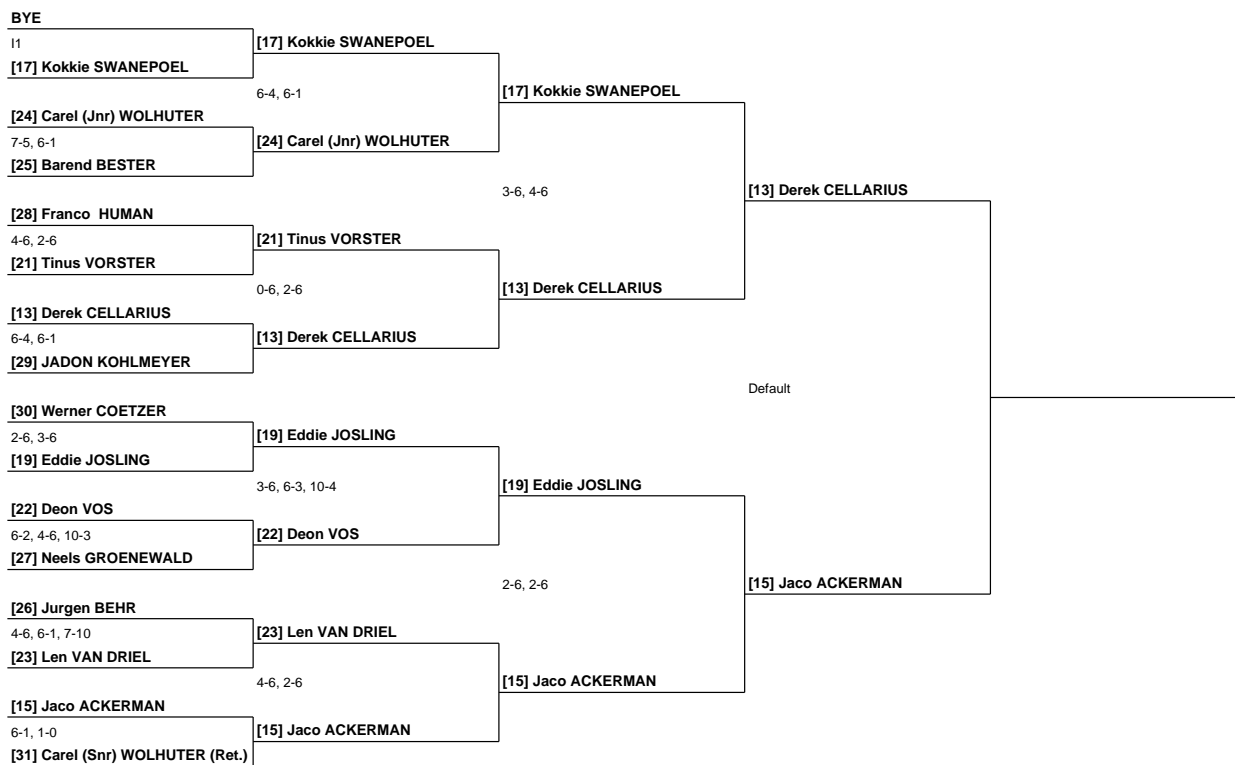 BYE
I1
[17] Kokkie SWANEPOEL
[17] Kokkie SWANEPOEL
6-4, 6-1
[17] Kokkie SWANEPOEL
[24] Carel (Jnr) WOLHUTER
7-5, 6-1
[24] Carel (Jnr) WOLHUTER
[25] Barend BESTER
3-6, 4-6
[13] Derek CELLARIUS
[28] Franco  HUMAN
4-6, 2-6
[21] Tinus VORSTER
[21] Tinus VORSTER
0-6, 2-6
[13] Derek CELLARIUS
[13] Derek CELLARIUS
6-4, 6-1
[13] Derek CELLARIUS
[29] JADON KOHLMEYER
Default
[30] Werner COETZER
2-6, 3-6
[19] Eddie JOSLING
[19] Eddie JOSLING
3-6, 6-3, 10-4
[19] Eddie JOSLING
[22] Deon VOS
6-2, 4-6, 10-3
[22] Deon VOS
[27] Neels GROENEWALD
2-6, 2-6
[15] Jaco ACKERMAN
[26] Jurgen BEHR
4-6, 6-1, 7-10
[23] Len VAN DRIEL
[23] Len VAN DRIEL
4-6, 2-6
[15] Jaco ACKERMAN
[15] Jaco ACKERMAN
6-1, 1-0
[15] Jaco ACKERMAN
[31] Carel (Snr) WOLHUTER (Ret.)